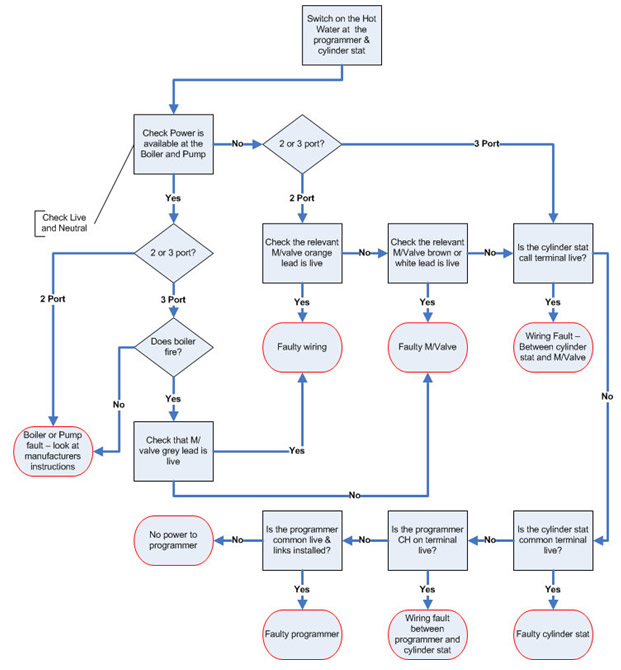 Switch on the Hot
Water at the
programmer &
cylinder stat
Check Power is
available at the
Boiler and Pump
No
2 or 3 port?
3 Port
Yes
2 Port
Check Live
and Neutral
2 or 3 port?
Check the relevant
M/valve orange
lead is live
No
Check the relevant
M/Valve brown or
white lead is live
No
Is the cylinder stat
call terminal live?
2 Port
3 Port
Yes
Yes
Yes
Does boiler
fire?
Faulty wiring
Faulty M/Valve
Wiring Fault –
Between cylinder
stat and M/Valve
No
Yes
No
Boiler or Pump
fault – look at
manufacturers
instructions
Check that M/
valve grey lead is
live
Yes
No
No power to
programmer
No
Is the programmer
common live &
links installed?
No
Is the programmer
CH on terminal
live?
No
Is the cylinder stat
common terminal
live?
Yes
Yes
Yes
Faulty programmer
Wiring fault
between
programmer and
cylinder stat
Faulty cylinder stat